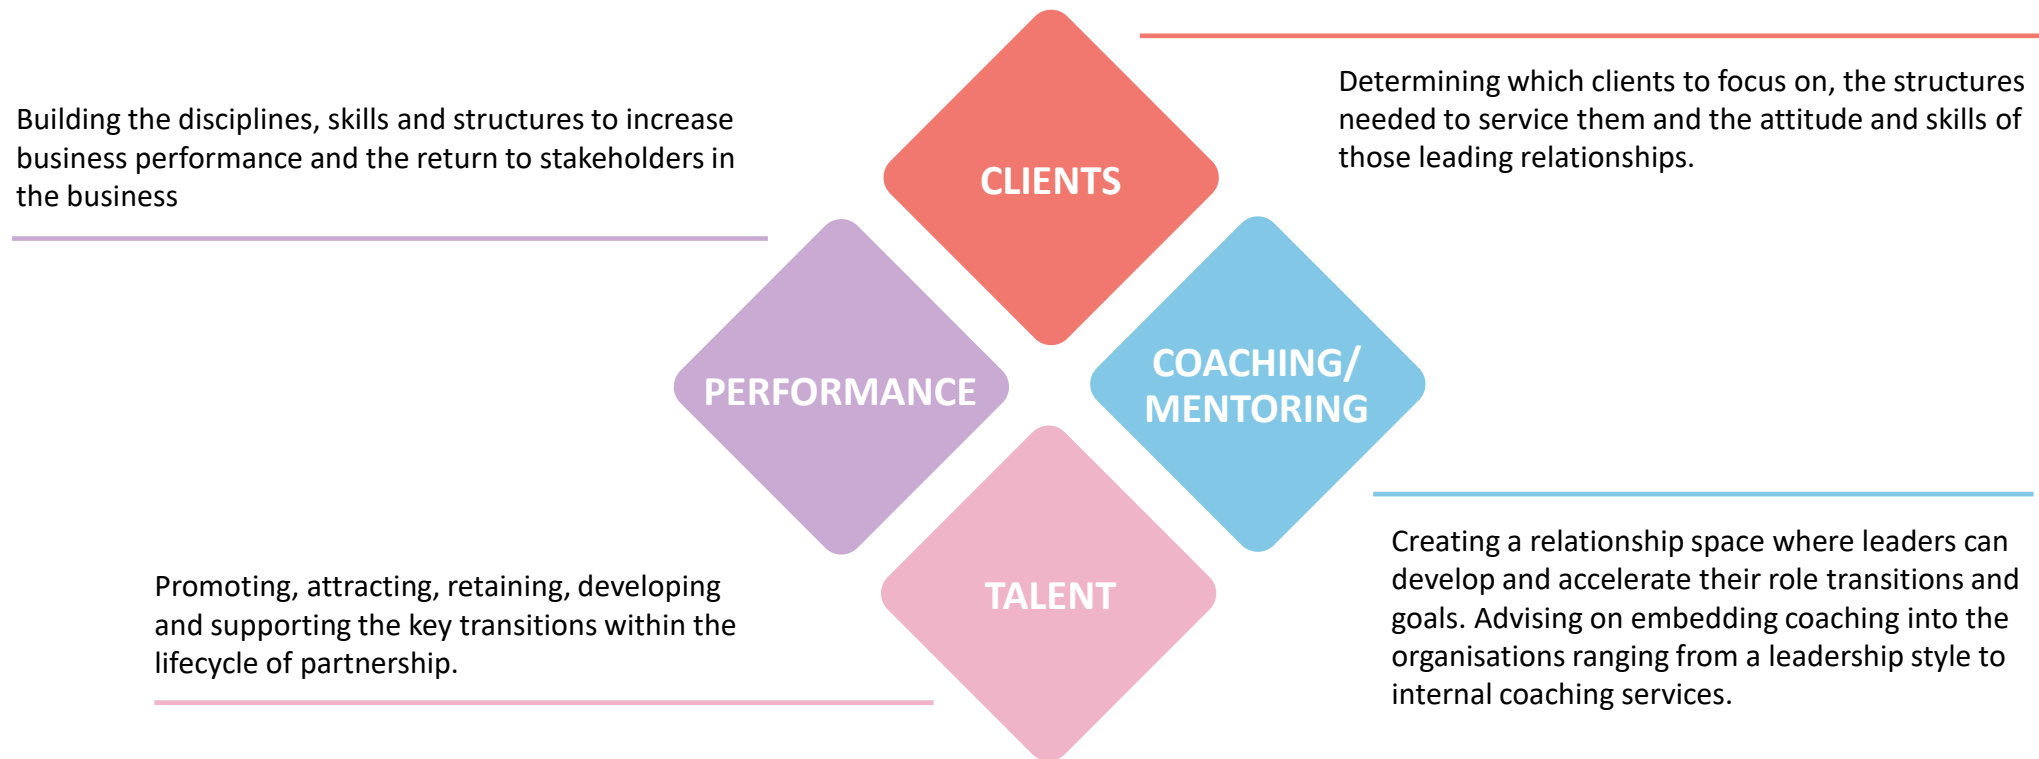 Building the disciplines, skills and structures to increase
business performance and the return to stakeholders in
the business
CLIENTS
Determining which clients to focus on, the structures
needed to service them and the attitude and skills of
those leading relationships.
PERFORMANCE
COACHING/
MENTORING
Promoting, attracting, retaining, developing
and supporting the key transitions within the
lifecycle of partnership.
TALENT
Creating a relationship space where leaders can
develop and accelerate their role transitions and
goals. Advising on embedding coaching into the
organisations ranging from a leadership style to
internal coaching services.